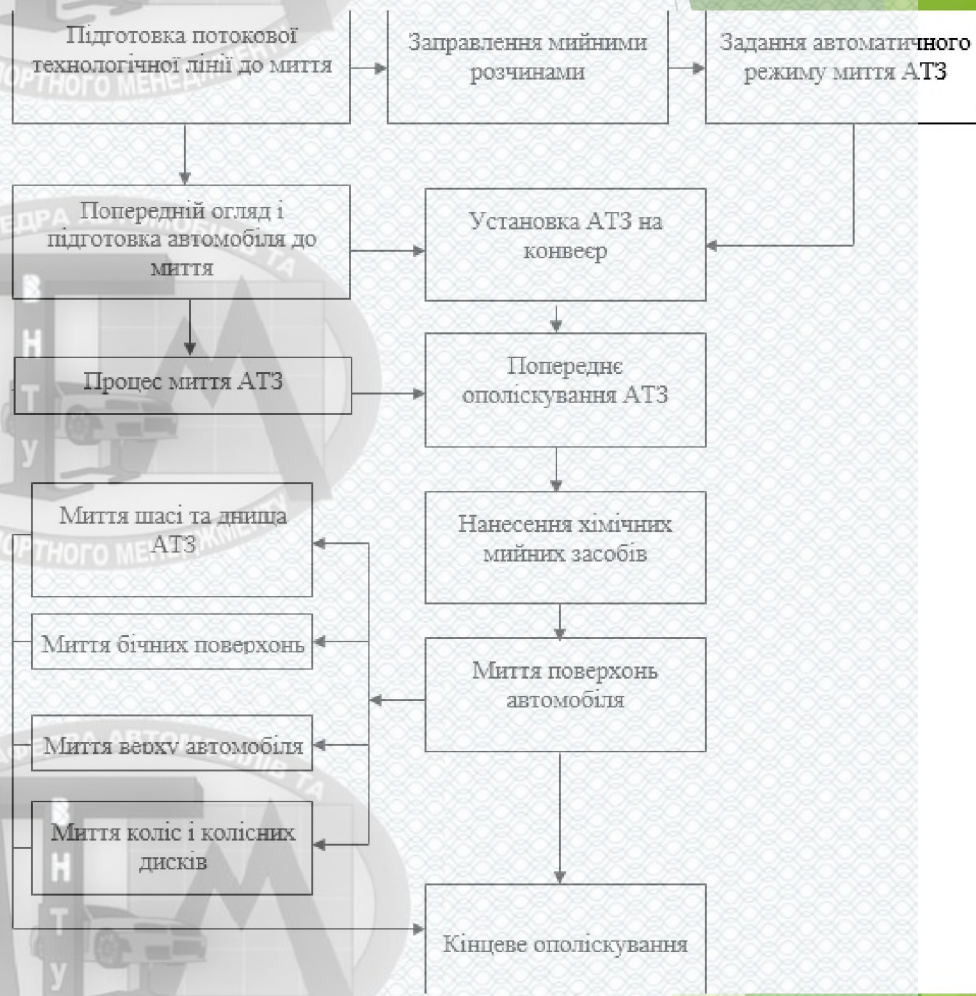 Підготовка потокової
технологічної лінії до миття
Заправлення мийними
розчинами
Задання автоматичного
режиму миття АТЗ
Попередній огляд і
підготовка автомобіля до
миття
Установка АТЗ на
конвеєр
Процес миття АТЗ
Попереднє
ополіскування АТЗ
Миття шасі та днища
АТЗ
Нанесення хімічних
мийних засобів
Миття бічних поверхонь
Миття поверхонь
автомобіля
Миття верху автомобіля
Миття коліс і колісних
дисків
Кінцеве ополіскування
В
Н
Т
У
В
Н
Т
У